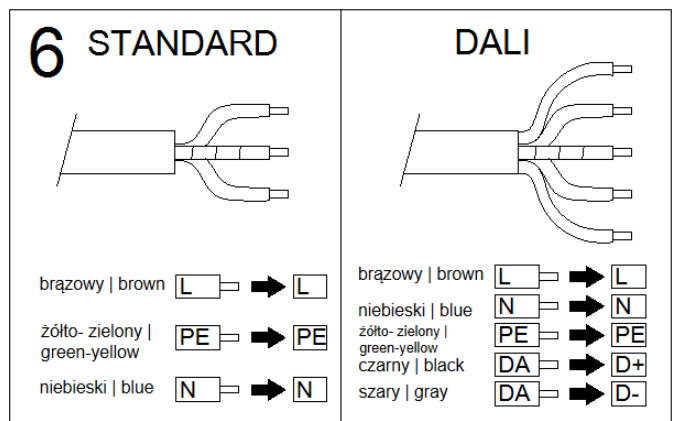 6 STANDARD
brązowy | brown L L
żółto- zielony |
green-yellow PE PE
niebieski | blue N N
DALI
brązowy | brown L L
niebieski | blue N N
żółto- zielony |
green-yellow PE PE
czarny | black DA D+
szary | gray DA D-